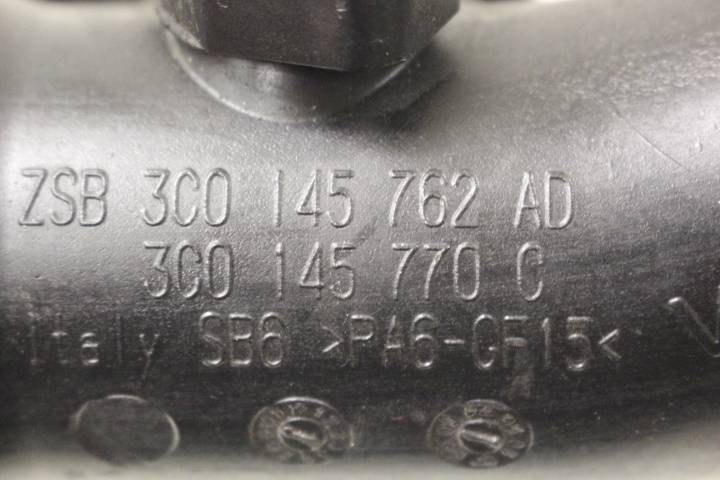 ZSB 3C0 145 762 AD
3C0 145 770 C
Italy SB8 >PA6-GF15<